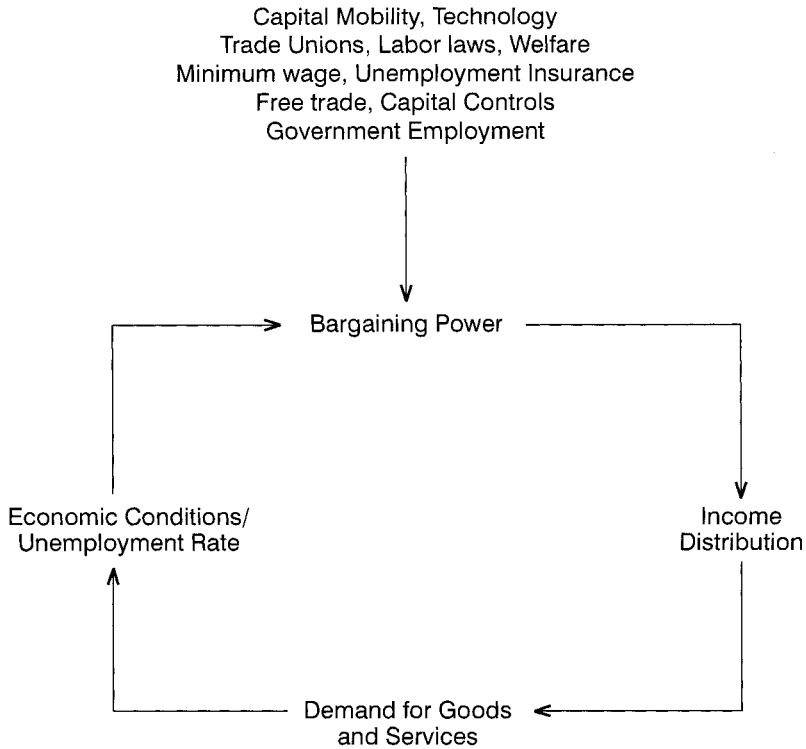 Capital Mobility, Technology
Trade Unions, Labor laws, Welfare
Minimum wage, Unemployment Insurance
Free trade, Capital Controls
Government Employment
Bargaining Power
Economic Conditions/
Unemployment Rate
Income
Distribution
Demand for Goods
and Services